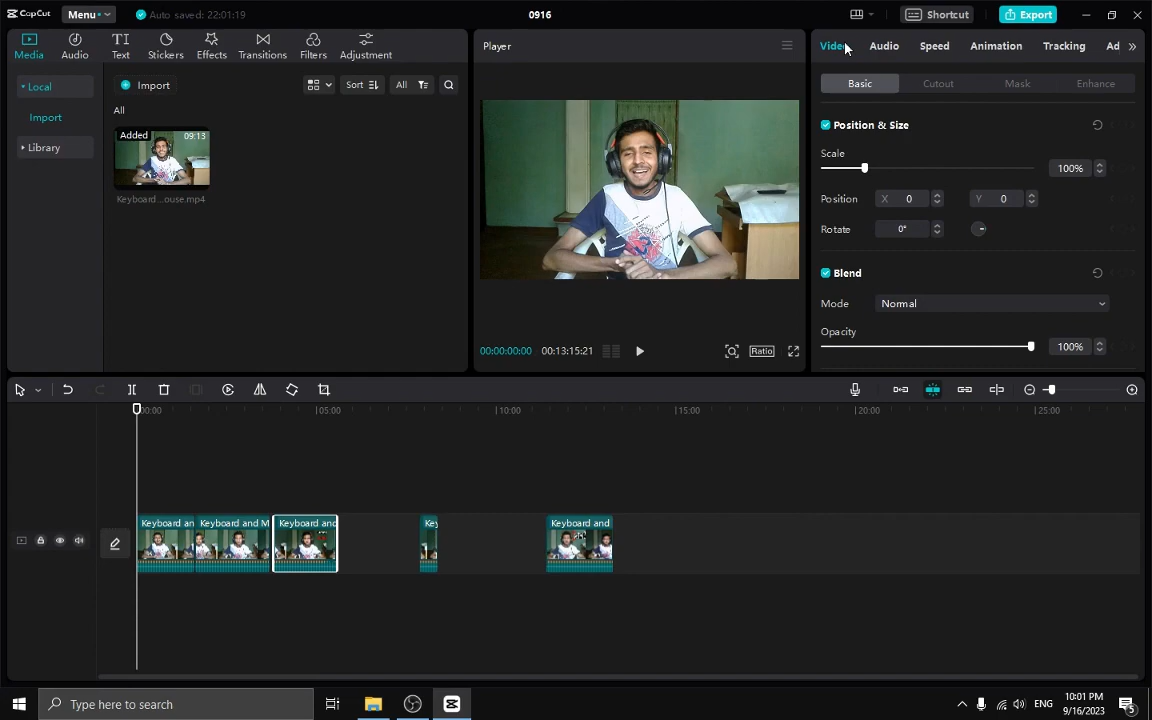 CapCut Menu Auto saved: 22:01:19 0916 Shortcut Export
Media Audio Text Stickers Effects Transitions Filters Adjustment
Player
Video Audio Speed Animation Tracking Ad
Local
Import
Library
Import Sort All
All
Added 09:13
Keyboard ...ouse.mp4
Basic Cutout Mask Enhance
Position & Size
Scale
100%
Position X 0 Y 0
Rotate 0°
Blend
Mode Normal
Opacity
100%
00:00:00:00 00:13:15:21 Ratio
00:00 05:00 10:00 15:00 20:00 25:00
Keyboard an Keyboard and M Keyboard and Key Keyboard and
Type here to search
ENG
10:01 PM
9/16/2023
5